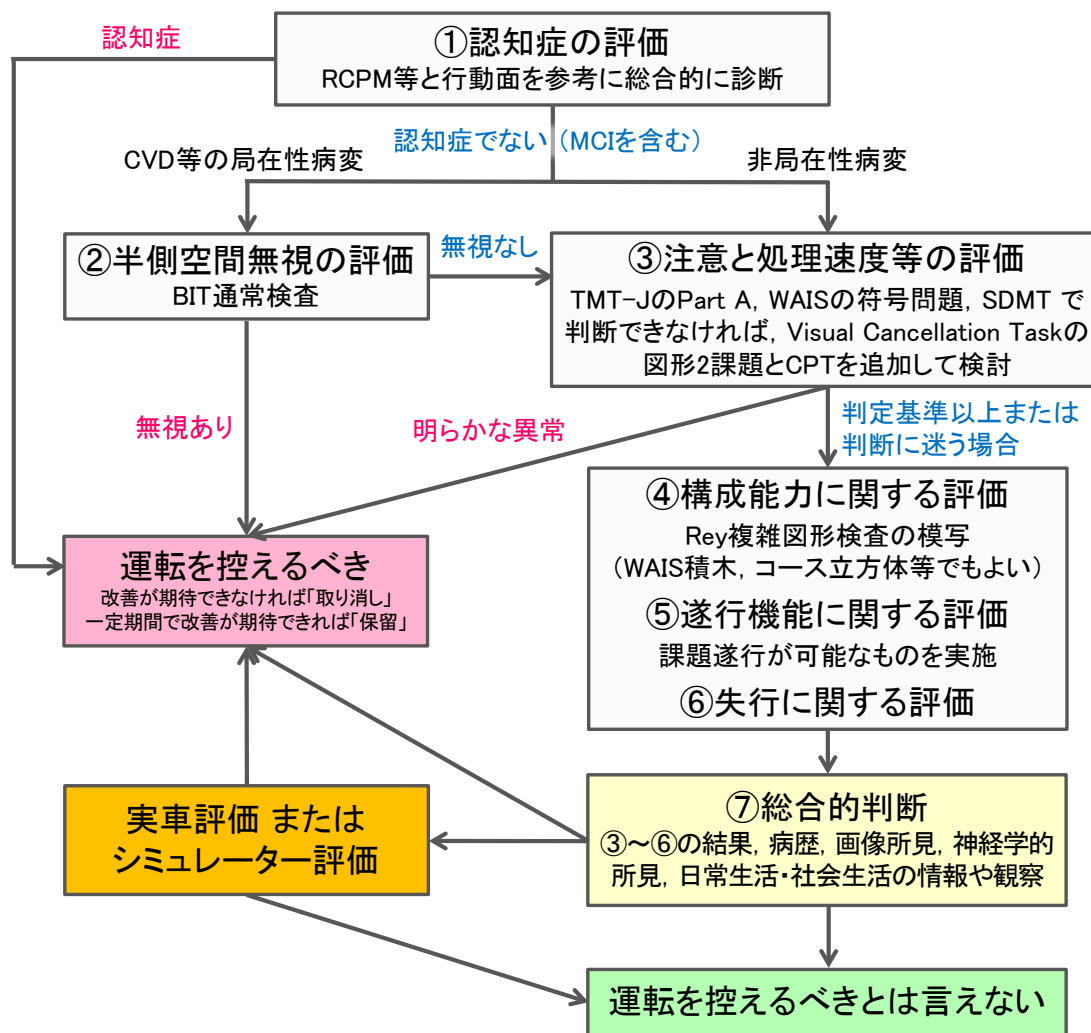 認知症
①認知症の評価
RCPM等と行動面を参考に総合的に診断
認知症でない（MCIを含む）
CVD等の局在性病変
非局在性病変
②半側空間無視の評価
BIT通常検査
無視なし
③注意と処理速度等の評価
TMT-JのPart A, WAISの符号問題, SDMT で
判断できなければ, Visual Cancellation Taskの
図形2課題とCPTを追加して検討
無視あり
明らかな異常
判定基準以上または
判断に迷う場合
④構成能力に関する評価
Rey複雑図形検査の模写
（WAIS積木, コース立方体等でもよい）
⑤遂行機能に関する評価
課題遂行が可能なものを実施
⑥失行に関する評価
運転を控えるべき
改善が期待できなければ「取り消し」
一定期間で改善が期待できれば「保留」
実車評価 または
シミュレーター評価
⑦総合的判断
③～⑥の結果, 病歴, 画像所見, 神経学的
所見, 日常生活・社会生活の情報や観察
運転を控えるべきとは言えない